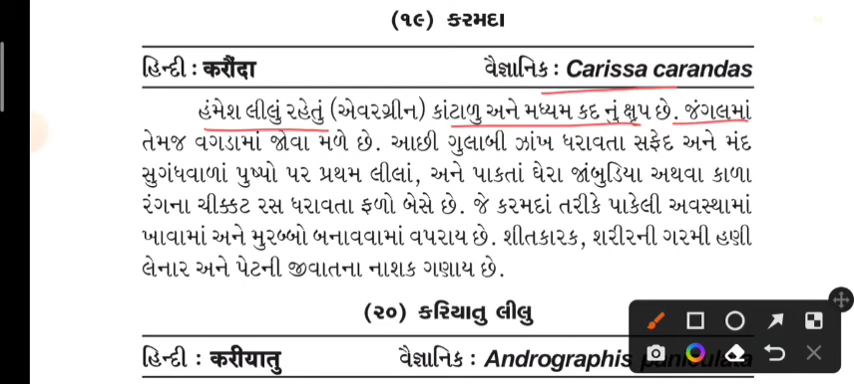 (૧૯) કરમદા
હિન્દી : करौंदा વૈજ્ઞાનિક : Carissa carandas
હંમેશ લીલું રહેતું (એવરગ્રીન) કાંટાળુ અને મધ્યમ કદ નું ક્ષૃપ છે. જંગલમાં
તેમજ વગડામાં જોવા મળે છે. આછી ગુલાબી ઝાંખ ધરાવતા સફેદ અને મંદ
સુગંધવાળાં પુષ્પો પર પ્રથમ લીલાં, અને પાકતાં ઘેરા જાંબુડિયા અથવા કાળા
રંગના ચીક્કટ રસ ધરાવતા ફળો બેસે છે. જે કરમદાં તરીકે પાકેલી અવસ્થામાં
ખાવામાં અને મુરબ્બો બનાવવામાં વપરાય છે. શીતકારક, શરીરની ગરમી હણી
લેનાર અને પેટની જીવાતના નાશક ગણાય છે.
(૨૦) કરિયાતુ લીલુ
હિન્દી : करीयातु વૈજ્ઞાનિક : Andrographis paniculata